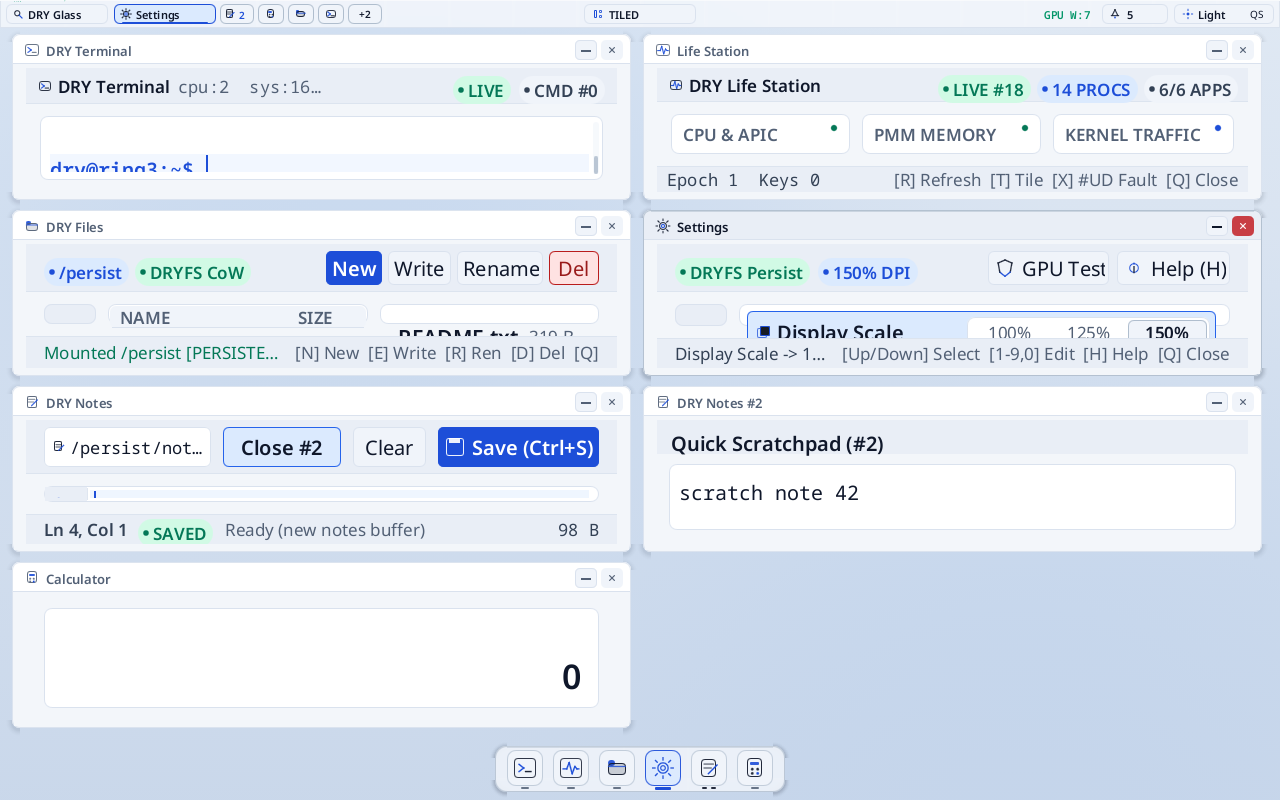 DRY Glass Settings 2 +2 TILED GPU W:7 5 Light QS
DRY Terminal
DRY Terminal cpu:2 sys:16… LIVE CMD #0
dry@ring3:~$
Life Station
DRY Life Station LIVE #18 14 PROCS 6/6 APPS
CPU & APIC PMM MEMORY KERNEL TRAFFIC
Epoch 1 Keys 0 [R] Refresh [T] Tile [X] #UD Fault [Q] Close
DRY Files
/persist DRYFS CoW New Write Rename Del
NAME SIZE
README.txt 319 B
Mounted /persist [PERSISTE… [N] New [E] Write [R] Ren [D] Del [Q]
Settings
DRYFS Persist 150% DPI GPU Test Help (H)
Display Scale 100% 125% 150%
Display Scale -> 1… [Up/Down] Select [1-9,0] Edit [H] Help [Q] Close
DRY Notes
/persist/not… Close #2 Clear Save (Ctrl+S)
Ln 4, Col 1 SAVED Ready (new notes buffer) 98 B
DRY Notes #2
Quick Scratchpad (#2)
scratch note 42
Calculator
0